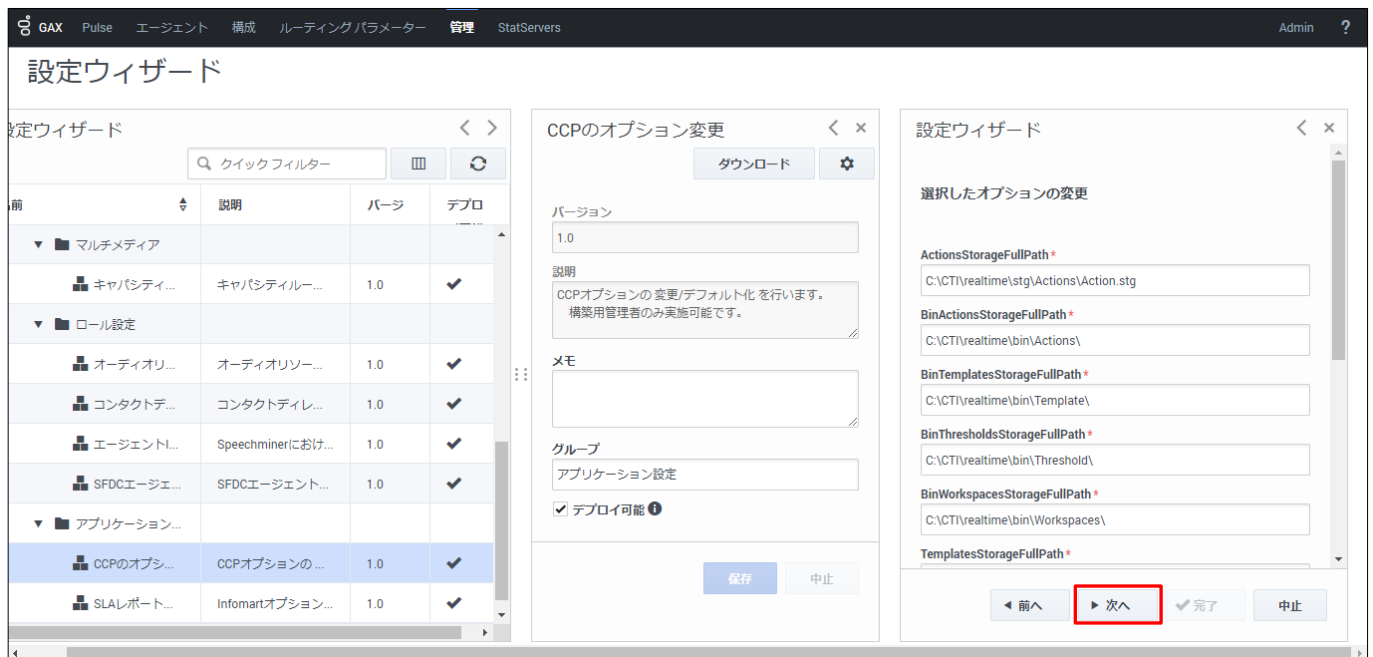 GAX Pulse エージェント 構成 ルーティング パラメーター 管理 StatServers Admin ?
設定ウィザード
設定ウィザード
クイック フィルター
名前 説明 バージ デプロ
マルチメディア
キャパシティ... キャパシティルー... 1.0
ロール設定
オーディオリ... オーディオリソー... 1.0
コンタクトデ... コンタクトディレ... 1.0
エージェントI... Speechminerにおけ... 1.0
SFDCエージェ... SFDCエージェント... 1.0
アプリケーション...
CCPのオプシ... CCPオプションの ... 1.0
SLAレポート... Infomartオプション... 1.0
CCPのオプション変更
ダウンロード
バージョン
1.0
説明
CCPオプションの 変更/デフォルト化 を行います。
構築用管理者のみ実施可能です。
メモ
グループ
アプリケーション設定
デプロイ可能
保存 中止
設定ウィザード
選択したオプションの変更
ActionsStorageFullPath *
C:\CTI\realtime\stg\Actions\Action.stg
BinActionsStorageFullPath *
C:\CTI\realtime\bin\Actions\
BinTemplatesStorageFullPath *
C:\CTI\realtime\bin\Template\
BinThresholdsStorageFullPath *
C:\CTI\realtime\bin\Threshold\
BinWorkspacesStorageFullPath *
C:\CTI\realtime\bin\Workspaces\
TemplatesStorageFullPath *
前へ 次へ 完了 中止